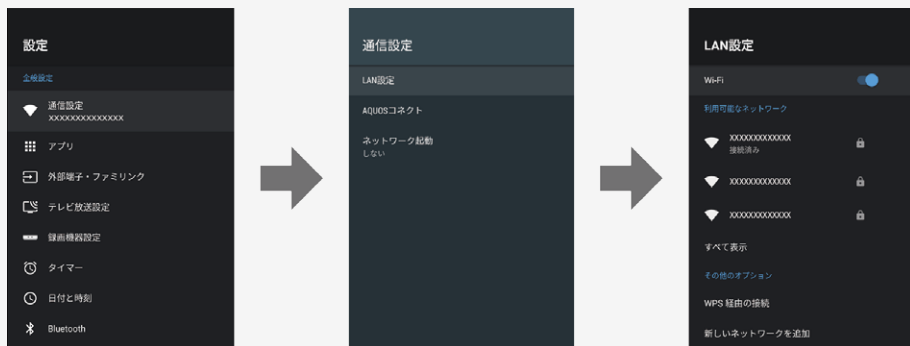 設定
全般設定
通信設定
XXXXXXXXXXXXXX
アプリ
外部端子・ファミリンク
テレビ放送設定
録画機器設定
タイマー
日付と時刻
Bluetooth
通信設定
LAN設定
AQUOSコネクト
ネットワーク起動
しない
LAN設定
Wi-Fi
利用可能なネットワーク
XXXXXXXXXXXX
接続済み
XXXXXXXXXXXX
XXXXXXXXXXXX
すべて表示
その他のオプション
WPS 経由の接続
新しいネットワークを追加